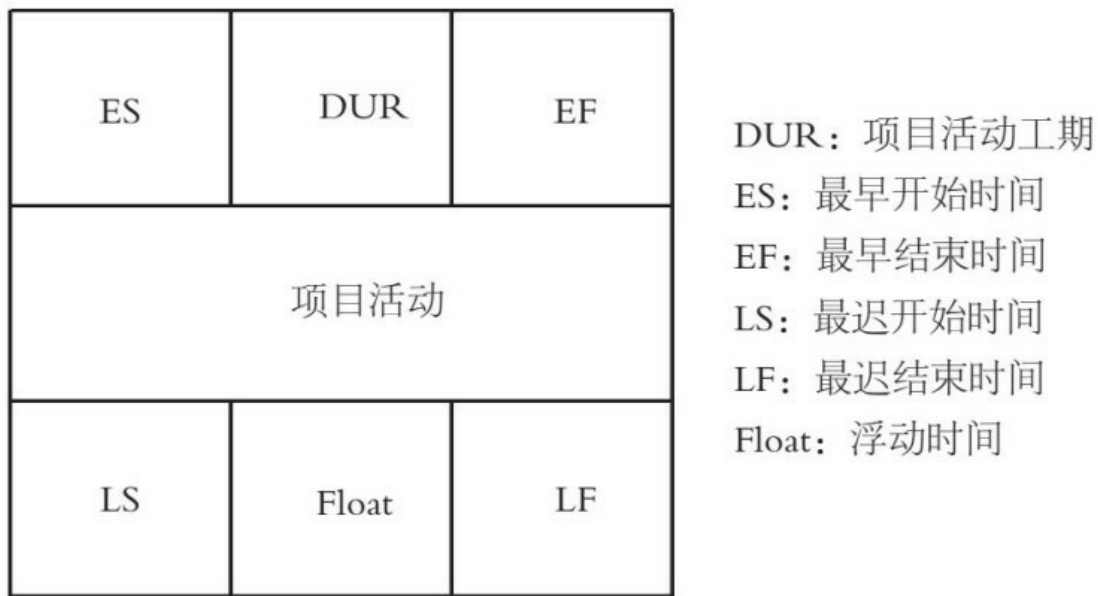 ES DUR EF
项目活动
LS Float LF
DUR：项目活动工期
ES：最早开始时间
EF：最早结束时间
LS：最迟开始时间
LF：最迟结束时间
Float：浮动时间